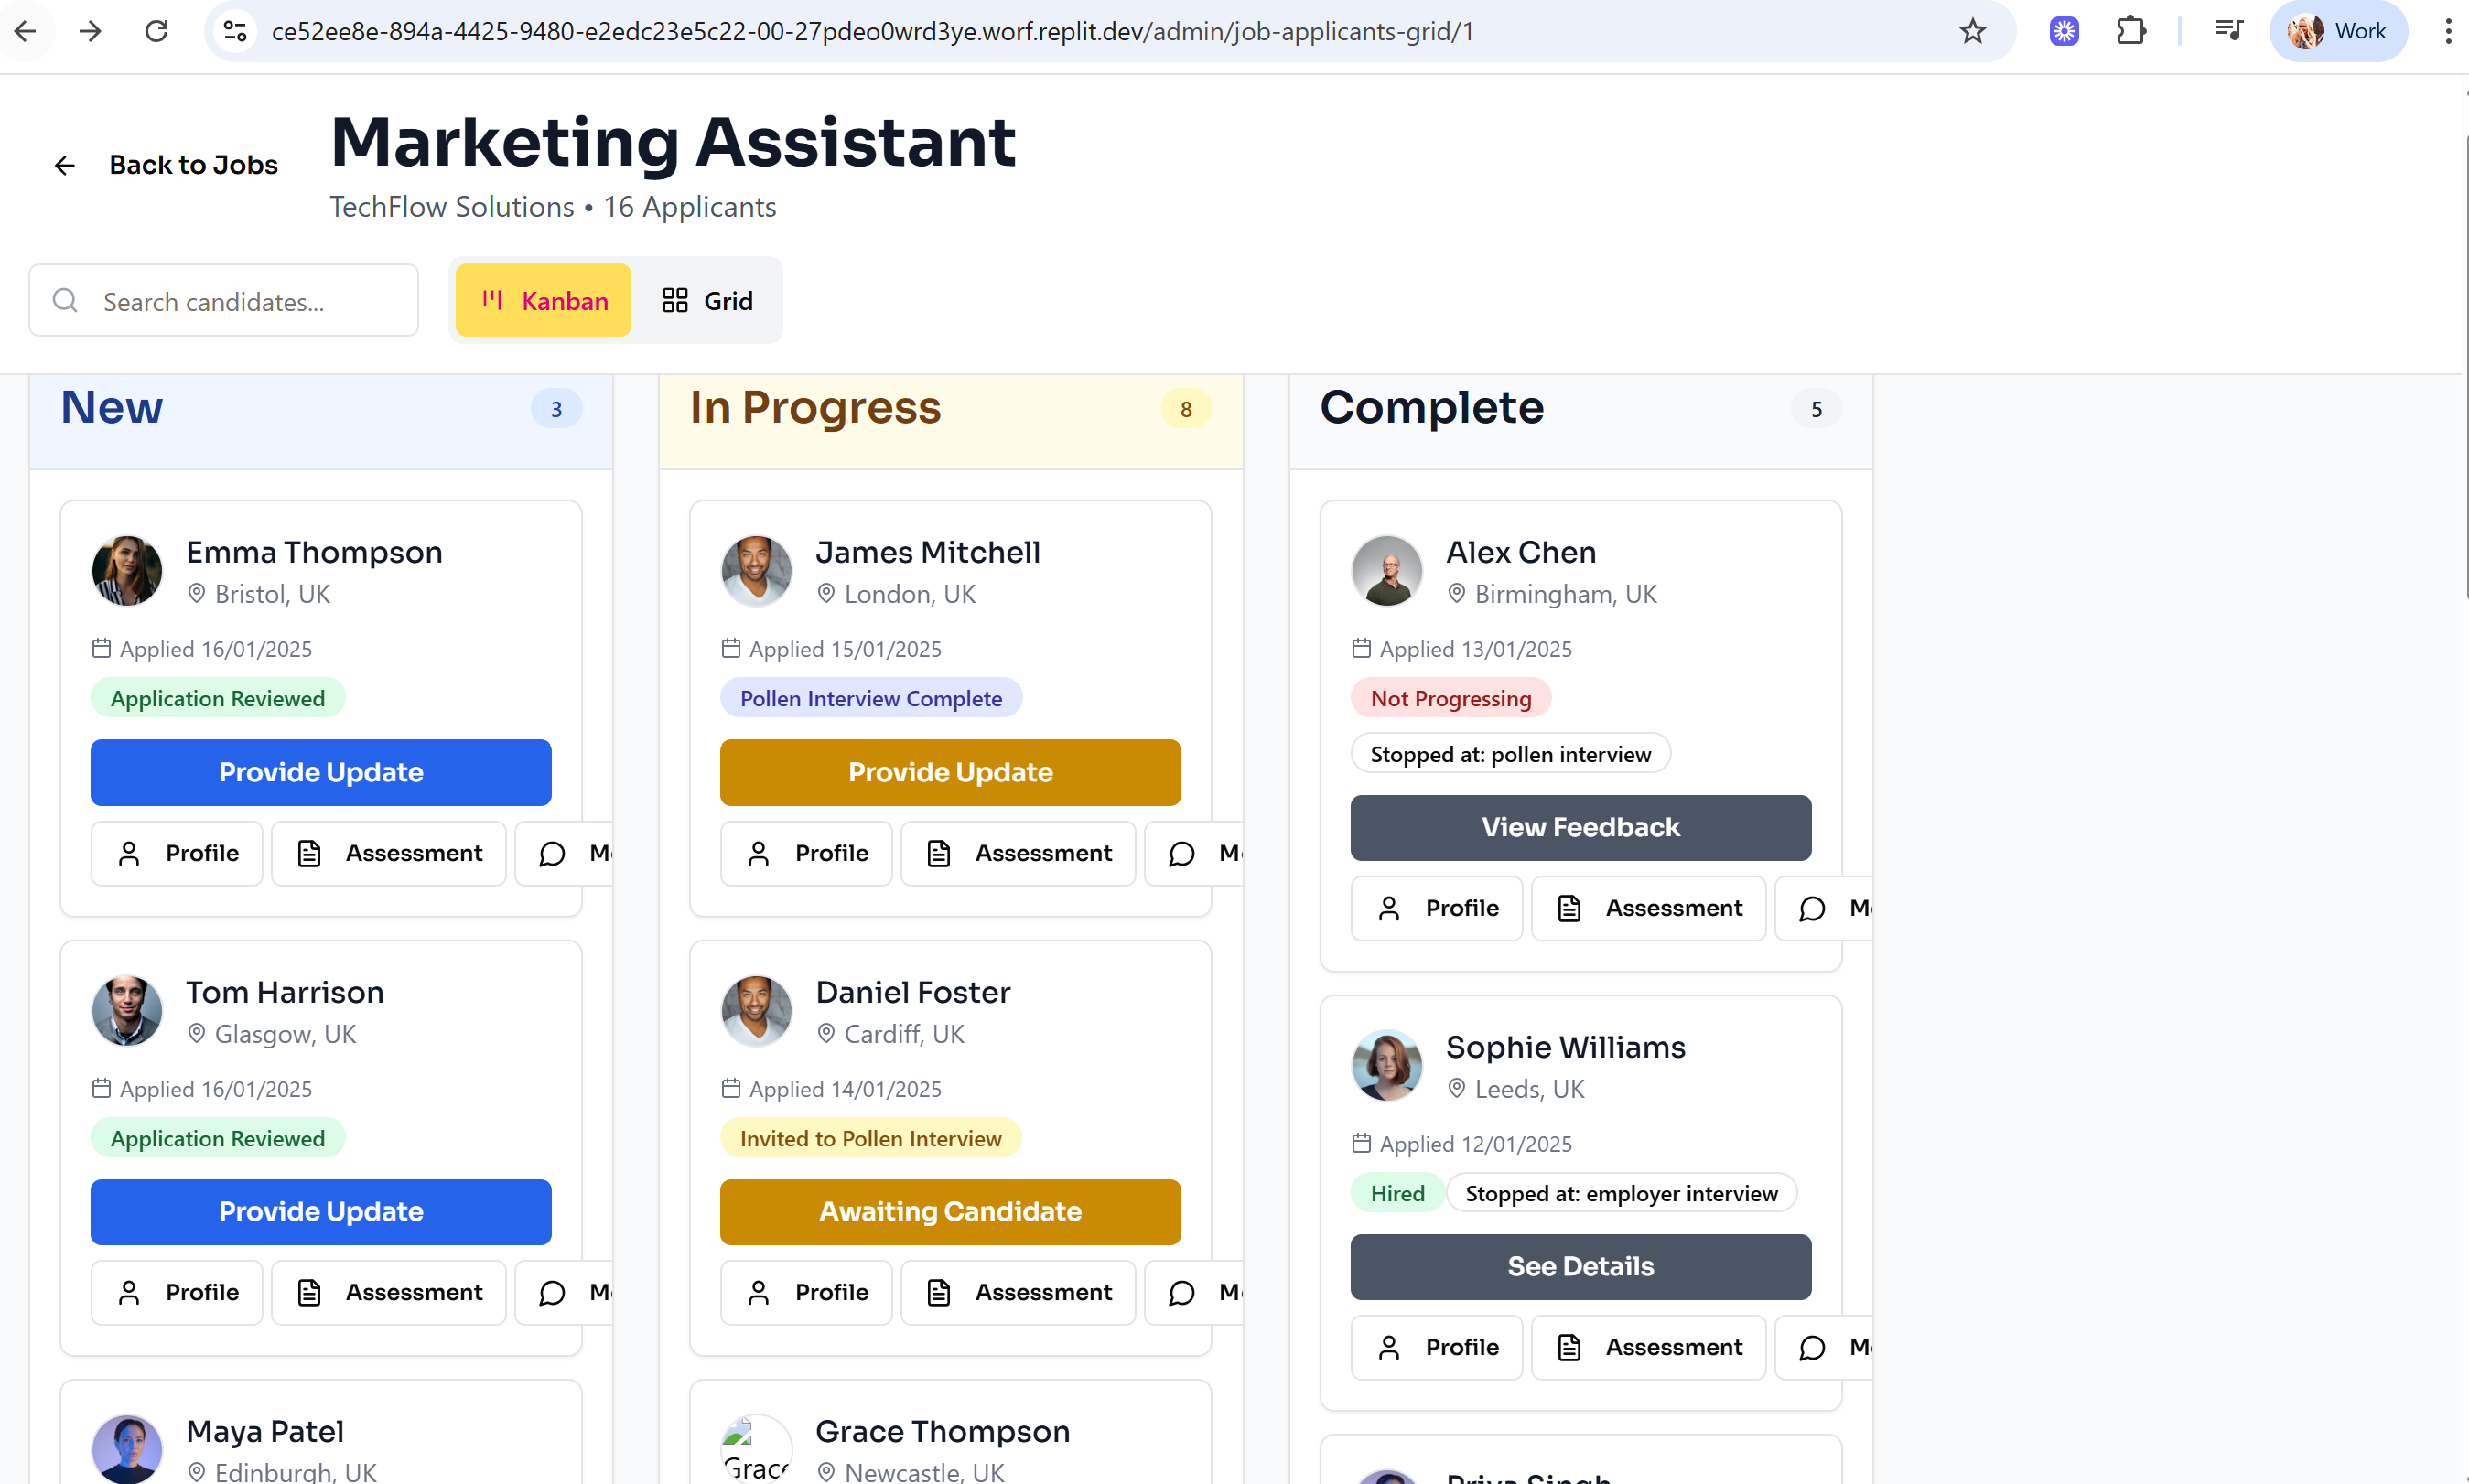 ce52ee8e-894a-4425-9480-e2edc23e5c22-00-27pdeo0wrd3ye.worf.replit.dev/admin/job-applicants-grid/1
Work
Back to Jobs
Marketing Assistant
TechFlow Solutions • 16 Applicants
Search candidates...
Kanban
Grid
New
3
Emma Thompson
Bristol, UK
Applied 16/01/2025
Application Reviewed
Provide Update
Profile
Assessment
Tom Harrison
Glasgow, UK
Applied 16/01/2025
Application Reviewed
Provide Update
Profile
Assessment
Maya Patel
Edinburgh, UK
In Progress
8
James Mitchell
London, UK
Applied 15/01/2025
Pollen Interview Complete
Provide Update
Profile
Assessment
Daniel Foster
Cardiff, UK
Applied 14/01/2025
Invited to Pollen Interview
Awaiting Candidate
Profile
Assessment
Grace
Grace Thompson
Newcastle, UK
Complete
5
Alex Chen
Birmingham, UK
Applied 13/01/2025
Not Progressing
Stopped at: pollen interview
View Feedback
Profile
Assessment
Sophie Williams
Leeds, UK
Applied 12/01/2025
Hired
Stopped at: employer interview
See Details
Profile
Assessment
Priya Singh